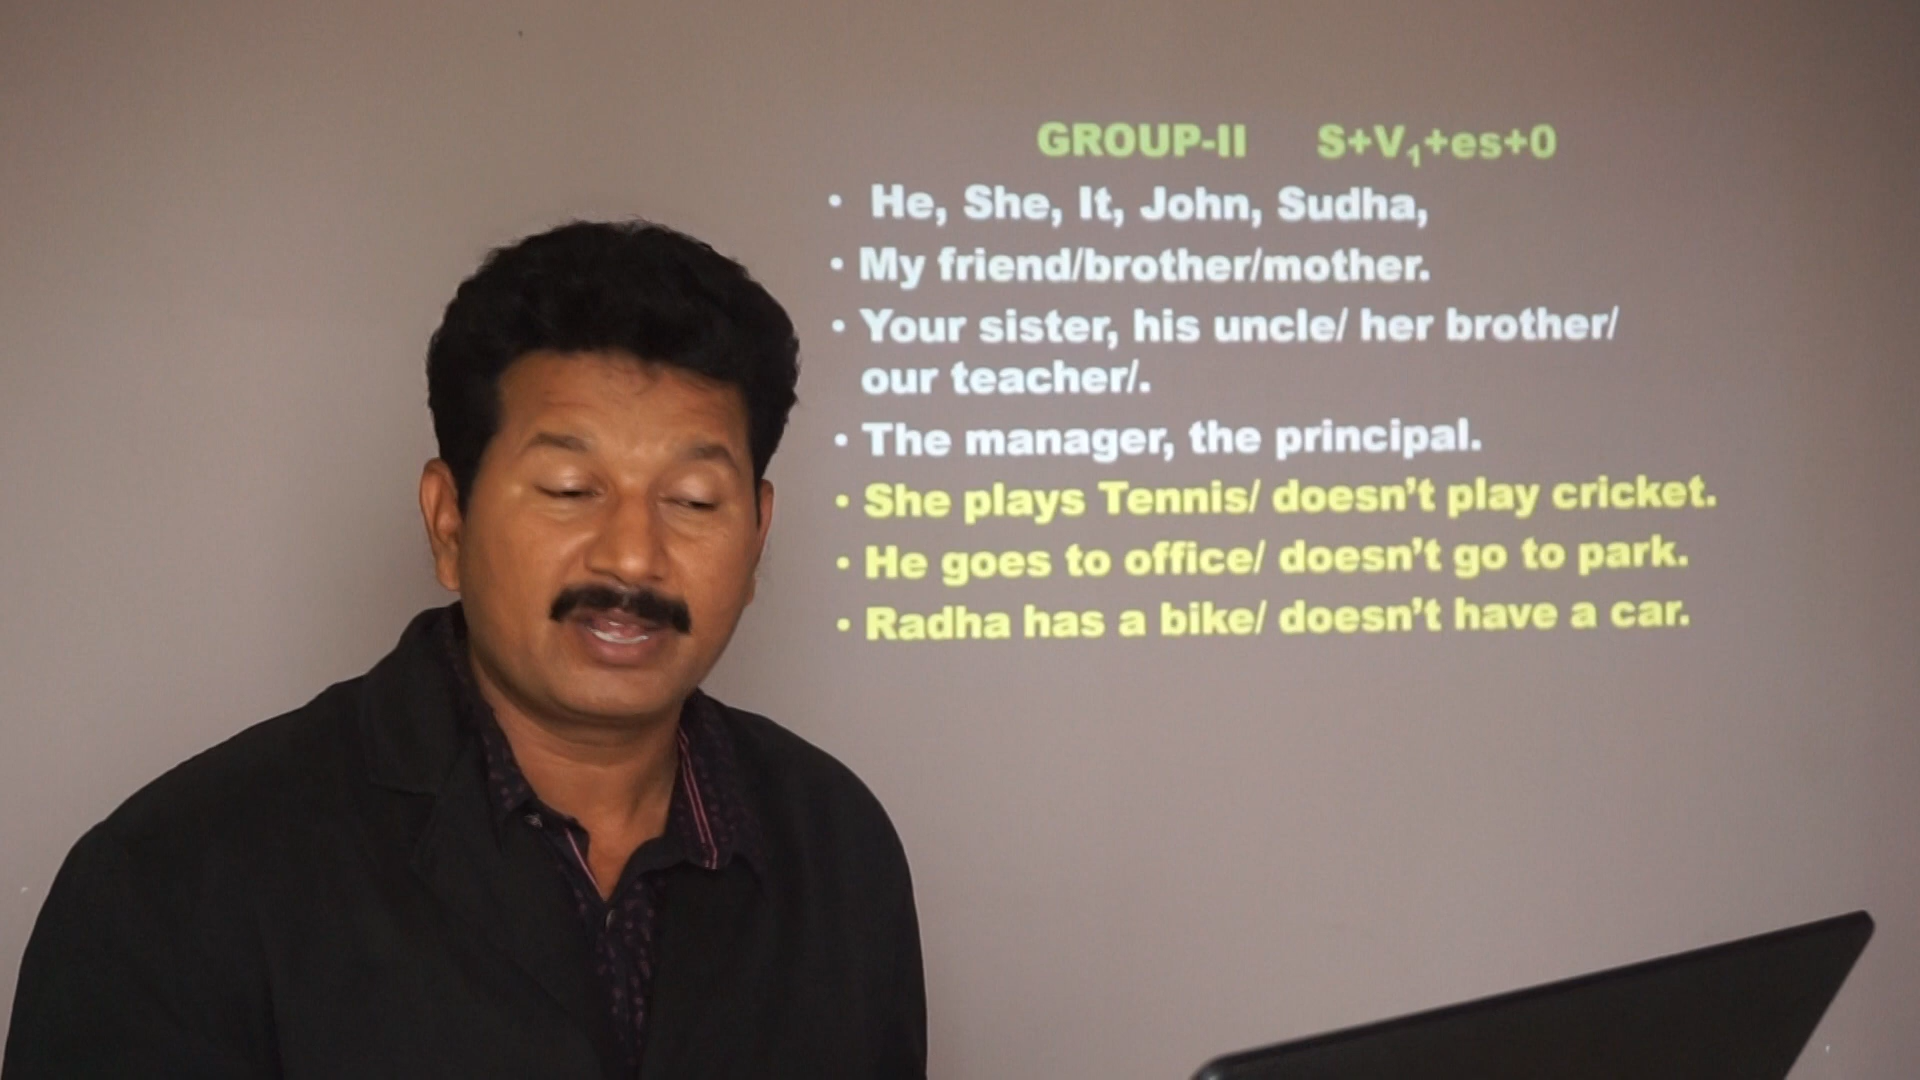 GROUP-II S+V₁+es+0
• He, She, It, John, Sudha,
• My friend/brother/mother.
• Your sister, his uncle/ her brother/
our teacher/.
• The manager, the principal.
• She plays Tennis/ doesn’t play cricket.
• He goes to office/ doesn’t go to park.
• Radha has a bike/ doesn’t have a car.